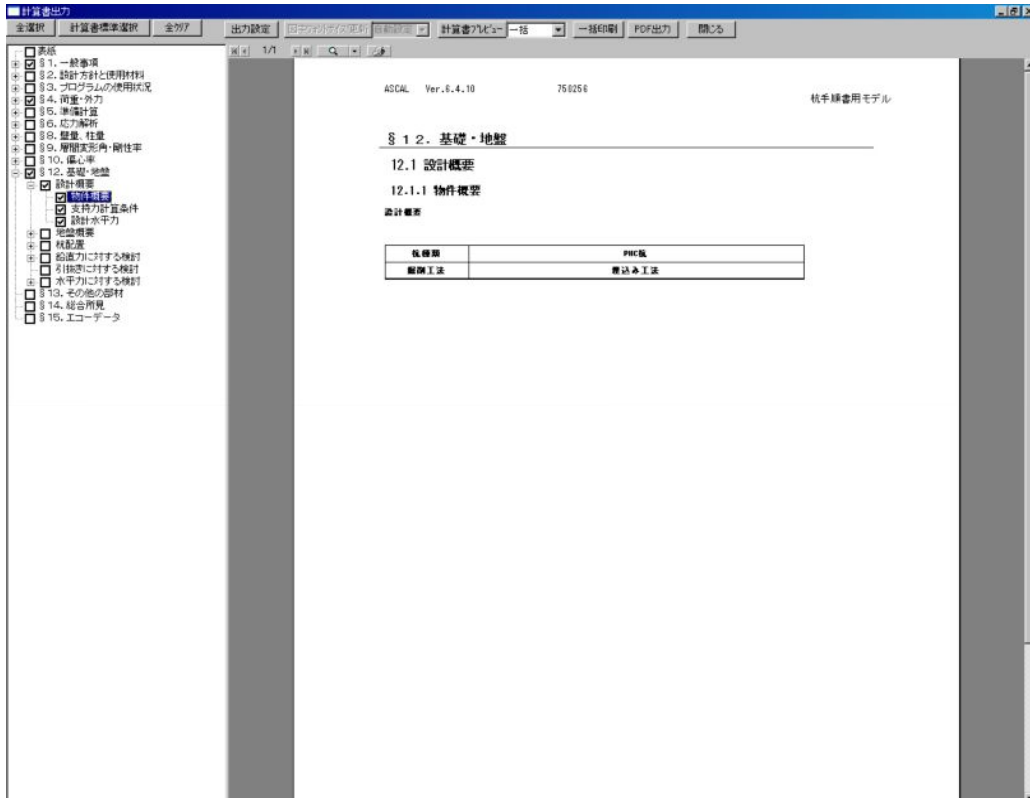 計算書出力
全選択 計算書標準選択 全クリア 出力設定 自動設定 計算書プレビュー 一括 一括印刷 PDF出力 閉じる
1/1
表紙
§1. 一般事項
§2. 設計方針と使用材料
§3. プログラムの使用状況
§4. 荷重・外力
§5. 準備計算
§6. 応力解析
§8. 壁量、柱量
§9. 層間変形角・剛性率
§10. 偏心率
§12. 基礎・地盤
設計概要
物件概要
支持力計算条件
設計水平力
地盤概要
杭配置
鉛直力に対する検討
引抜きに対する検討
水平力に対する検討
§13. その他の部材
§14. 総合所見
§15. エコーデータ
ASCAL Ver.6.4.10 750256
杭手順書用モデル
§12. 基礎・地盤
12.1 設計概要
12.1.1 物件概要
設計概要
杭種類 PHC杭
掘削工法 埋込み工法